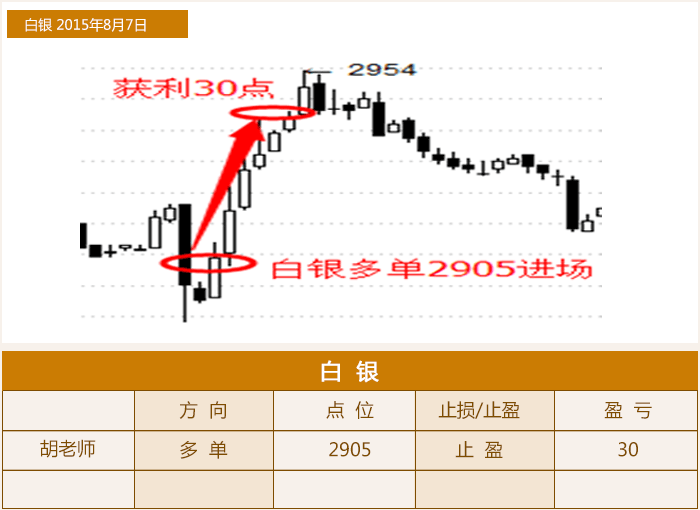 白银 2015年8月7日
2954
获利30点
白银多单2905进场
白 银
方 向 点 位 止损/止盈 盈 亏
胡老师 多 单 2905 止 盈 30